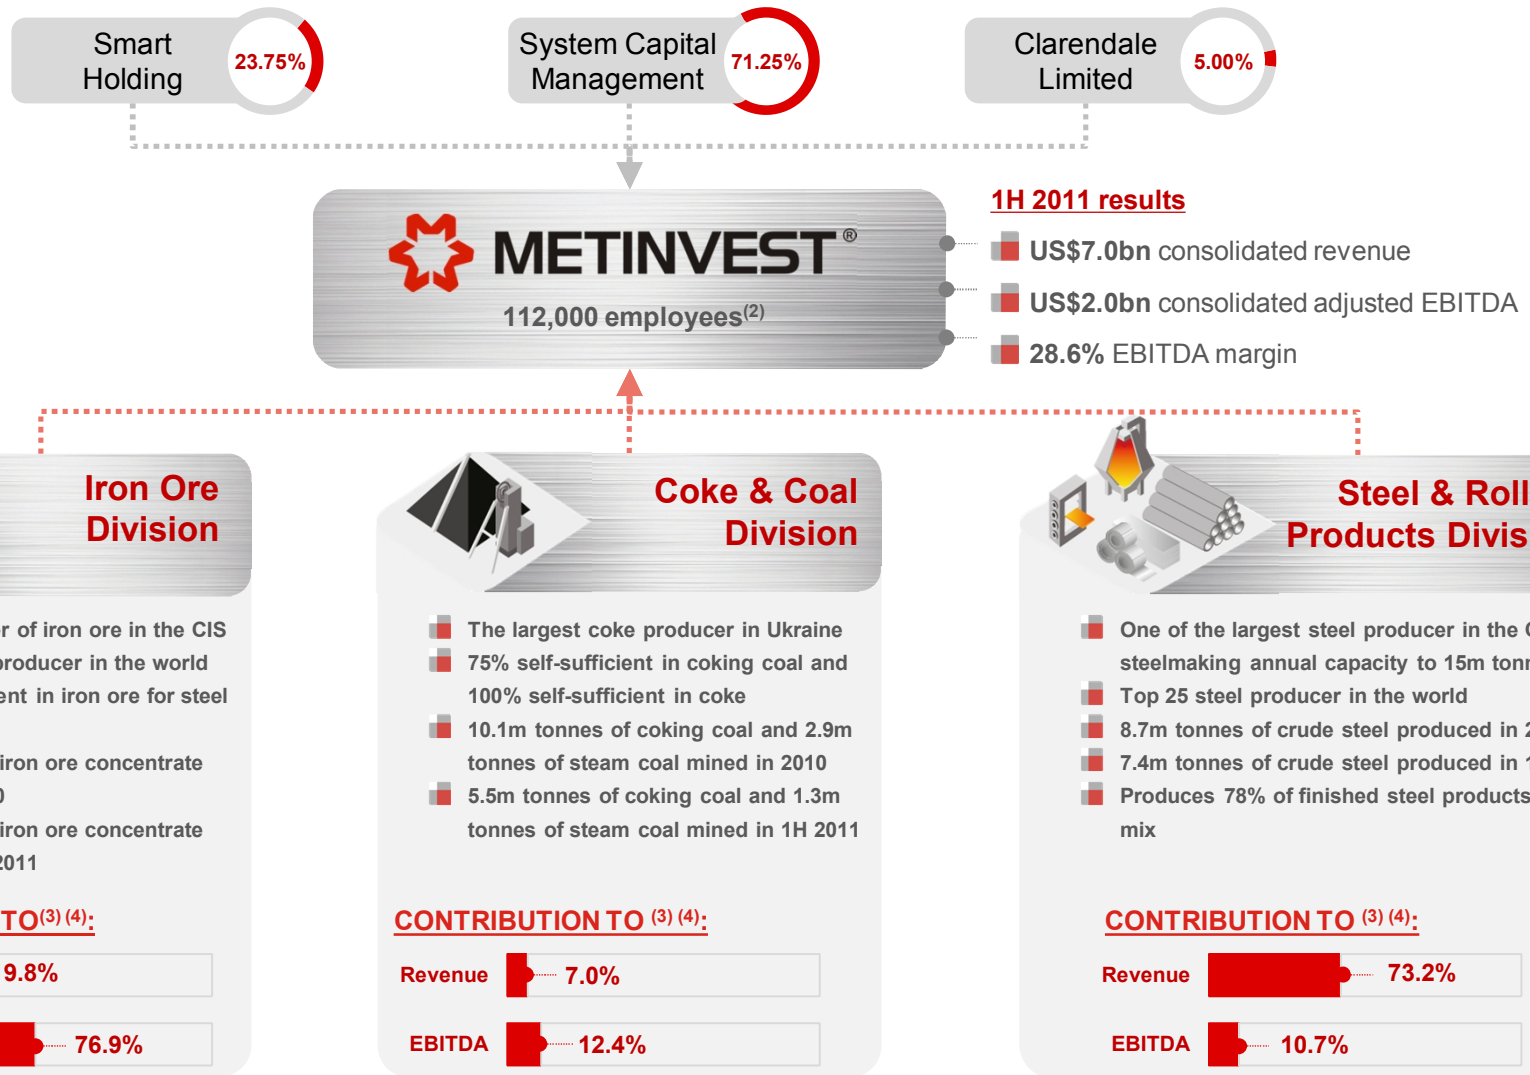 Smart
Holding
23.75%
System Capital
Management
71.25%
Clarendale
Limited
5.00%
METINVEST®
112,000 employees(2)
1H 2011 results
US$7.0bn consolidated revenue
US$2.0bn consolidated adjusted EBITDA
28.6% EBITDA margin
Iron Ore
Division
of iron ore in the CIS
producer in the world
in iron ore for steel
iron ore concentrate
iron ore concentrate
2011
TO(3) (4):
9.8%
76.9%
Coke & Coal
Division
The largest coke producer in Ukraine
75% self-sufficient in coking coal and
100% self-sufficient in coke
10.1m tonnes of coking coal and 2.9m
tonnes of steam coal mined in 2010
5.5m tonnes of coking coal and 1.3m
tonnes of steam coal mined in 1H 2011
CONTRIBUTION TO (3) (4):
Revenue 7.0%
EBITDA 12.4%
Steel & Roll
Products Divis
One of the largest steel producer in the
steelmaking annual capacity to 15m
Top 25 steel producer in the world
8.7m tonnes of crude steel produced in
7.4m tonnes of crude steel produced in
Produces 78% of finished steel products
mix
CONTRIBUTION TO (3) (4):
Revenue 73.2%
EBITDA 10.7%